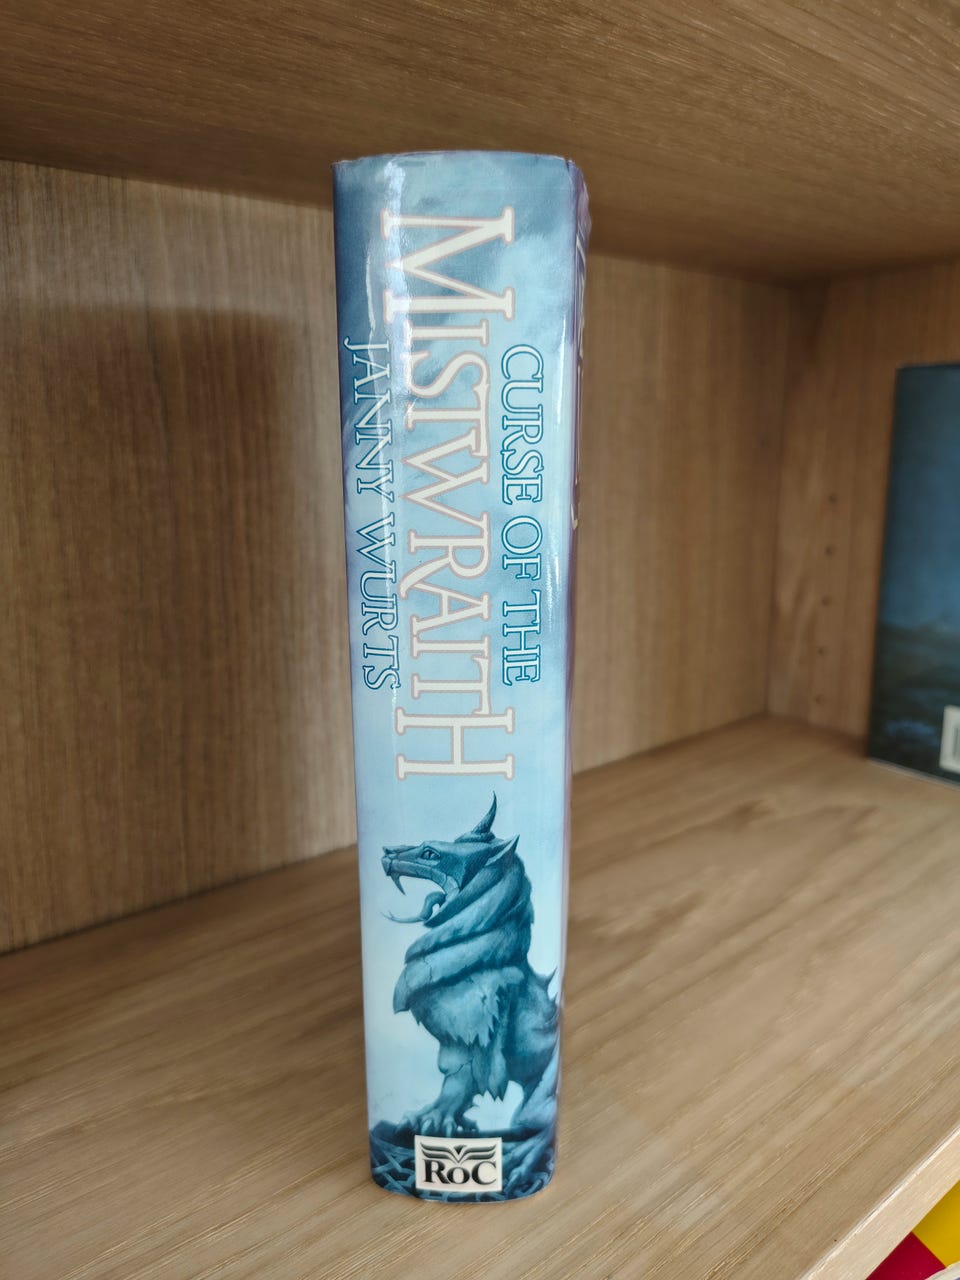 CURSE OF THE
MISTWRAITH
JANNY WURTS
ROC